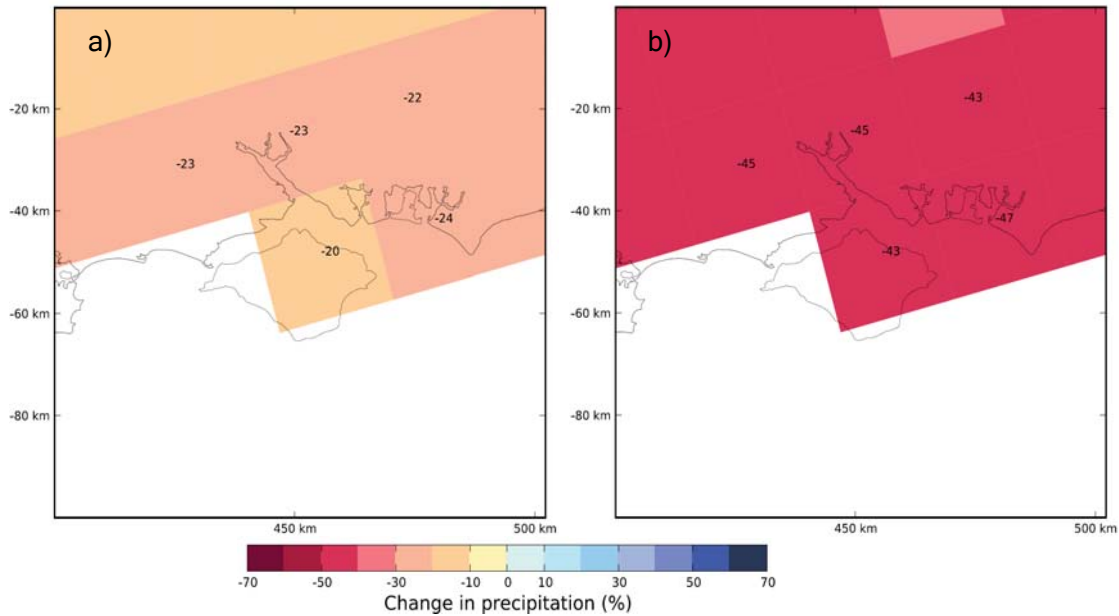 a)
-22
-23
-23
-24
-20
-20 km
-40 km
-60 km
-80 km
450 km
500 km
b)
-43
-45
-45
-47
-43
-20 km
-40 km
-60 km
-80 km
450 km
500 km
-70 -50 -30 -10 0 10 30 50 70
Change in precipitation (%)